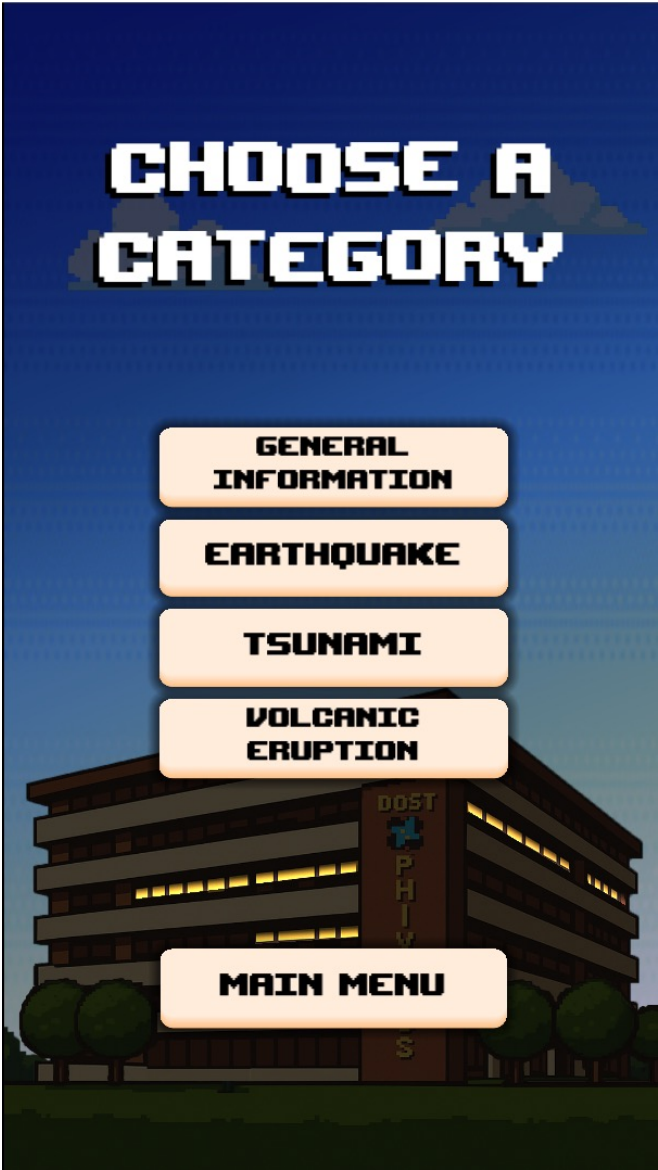 CHOOSE A
CATEGORY
GENERAL
INFORMATION
EARTHQUAKE
TSUNAMI
VOLCANIC
ERUPTION
DOST
MAIN MENU